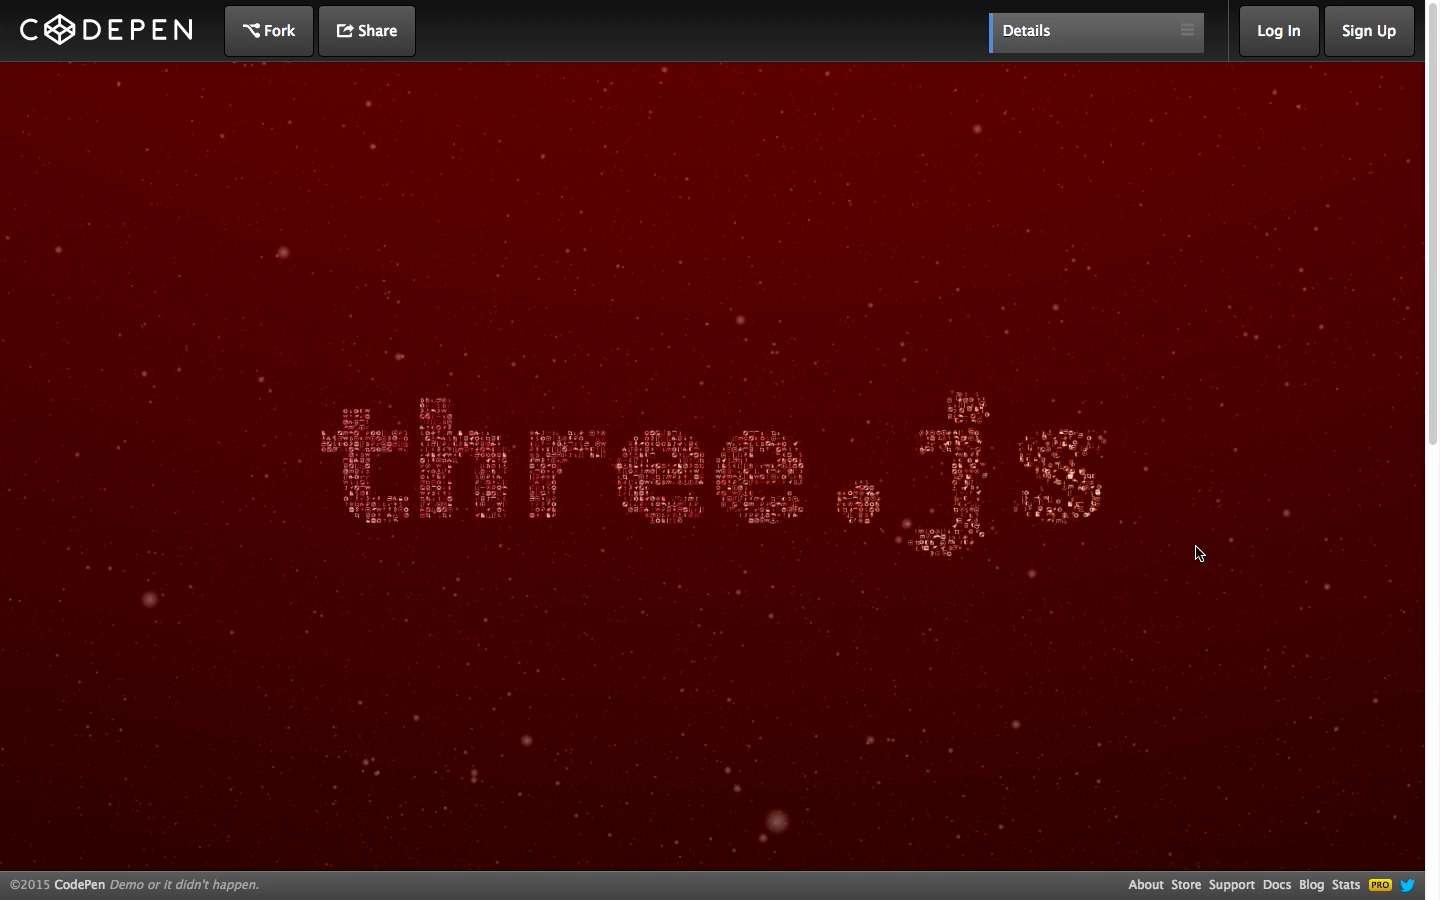 CODEPEN Fork Share Details Log In Sign Up
three.js
©2015 CodePen Demo or it didn't happen. About Store Support Docs Blog Stats PRO